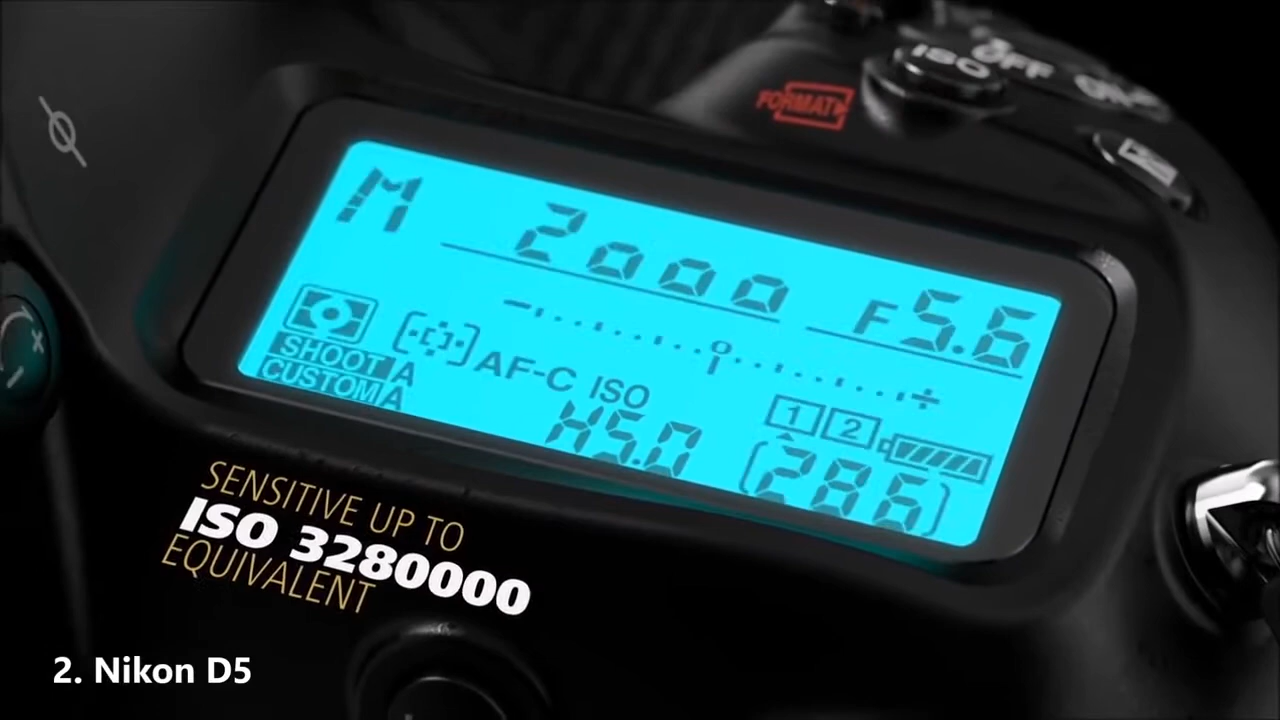 FORMAT
ISO
OFF
M 2000 F5.6
SHOOT A
CUSTOM A
AF-C ISO
H5.0
1 2
[286]
SENSITIVE UP TO
ISO 3280000
EQUIVALENT
2. Nikon D5